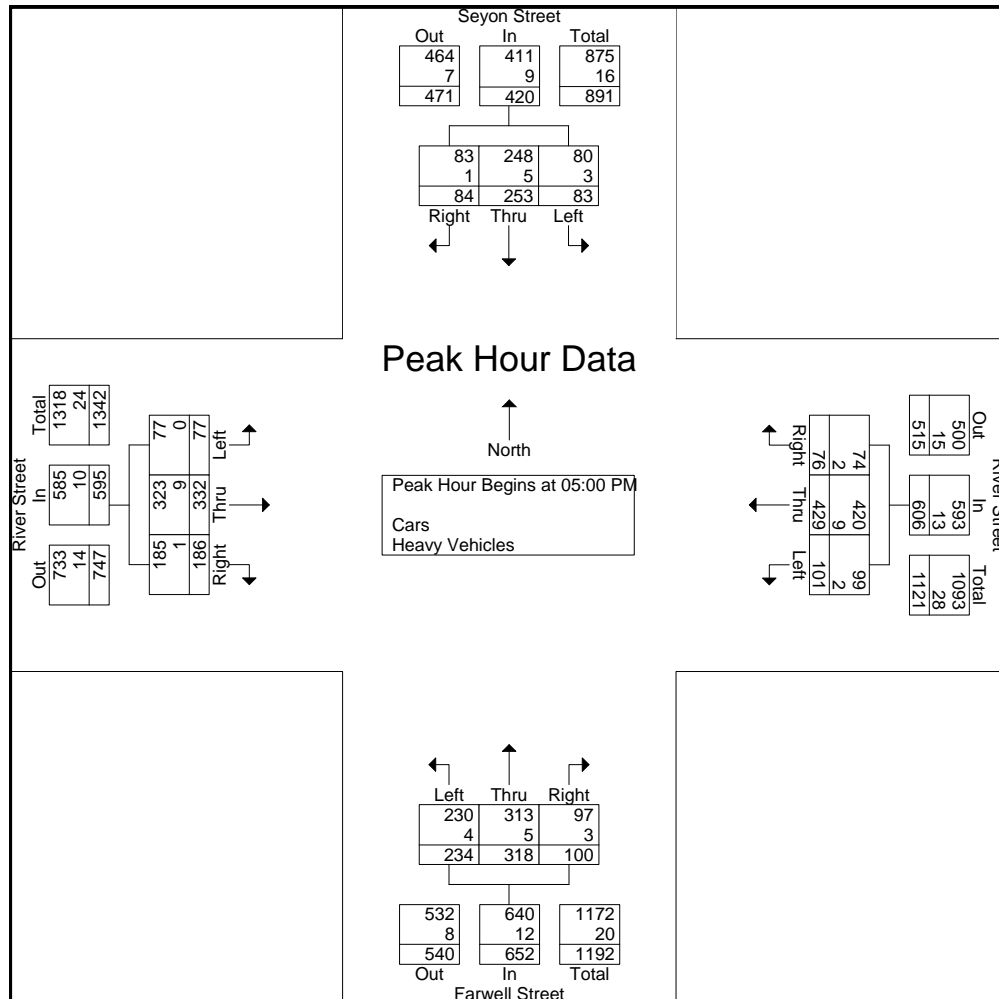 Seyon Street
Out In Total
464 411 875
7 9 16
471 420 891
83 248 80
1 5 3
84 253 83
Right Thru Left
Peak Hour Data
North
Peak Hour Begins at 05:00 PM
Cars
Heavy Vehicles
River Street
Total In Out
1318 585 733
24 10 14
1342 595 747
77 323 185
0 9 1
77 332 186
Left Thru Right
Right Thru Left
74 420 99
2 9 2
76 429 101
River Street
Out In Total
500 593 1093
15 13 28
515 606 1121
Left Thru Right
230 313 97
4 5 3
234 318 100
532 640 1172
8 12 20
540 652 1192
Out In Total
Farwell Street